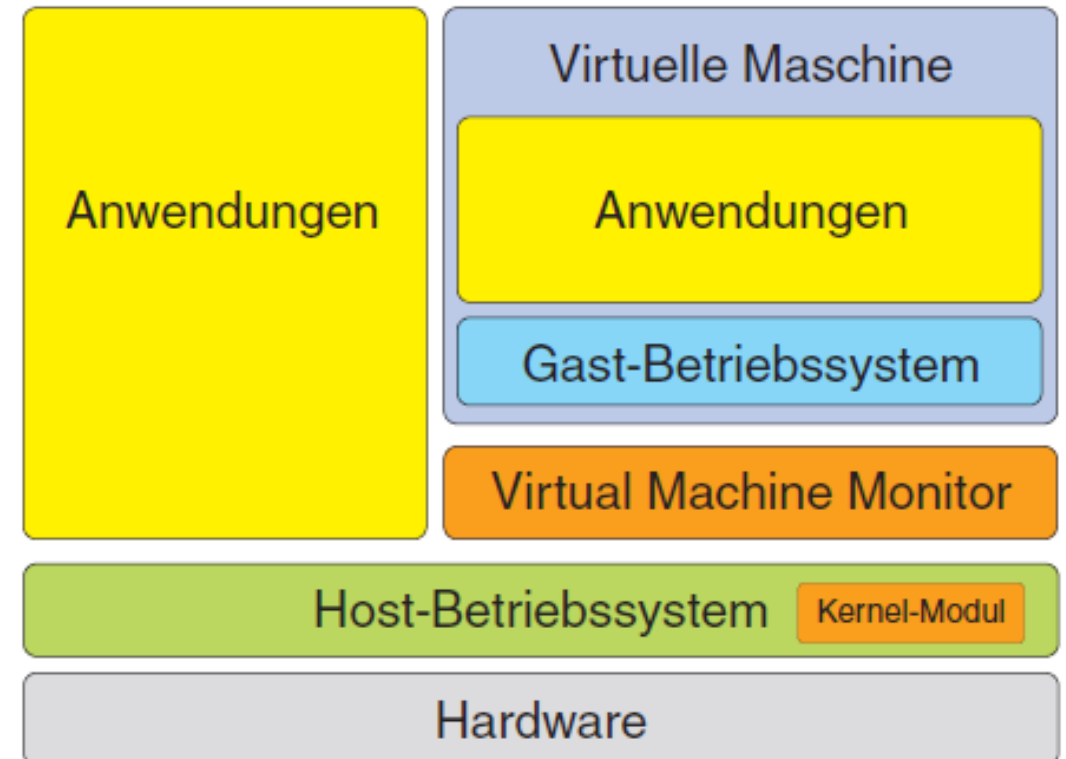 Virtuelle Maschine
Anwendungen
Anwendungen
Gast-Betriebssystem
Virtual Machine Monitor
Host-Betriebssystem
Kernel-Modul
Hardware